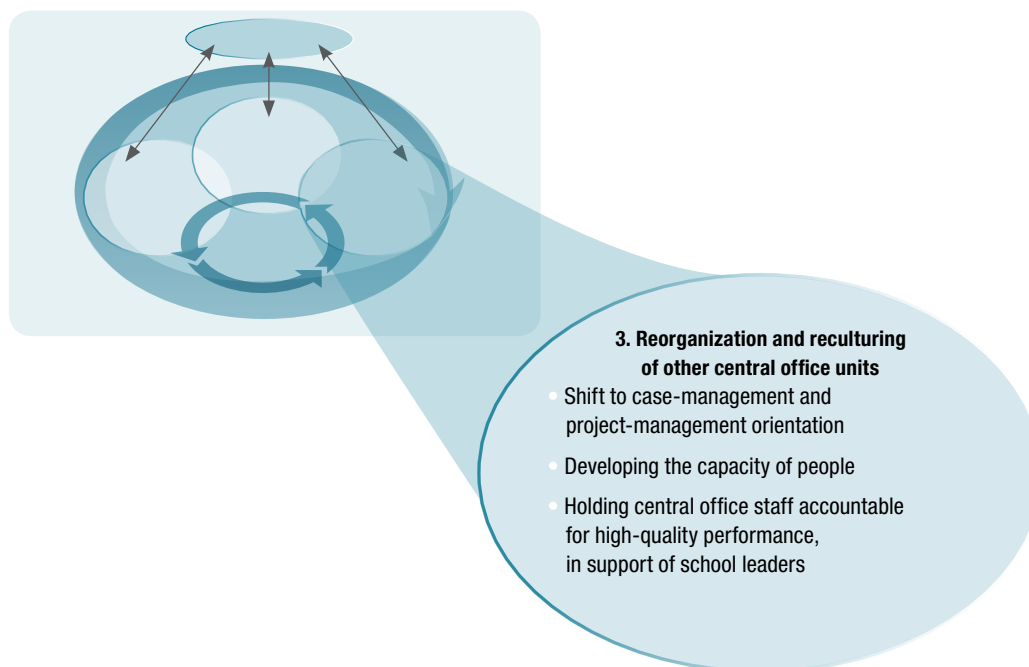 3. Reorganization and reculturing
of other central office units
• Shift to case-management and
project-management orientation
• Developing the capacity of people
• Holding central office staff accountable
for high-quality performance,
in support of school leaders